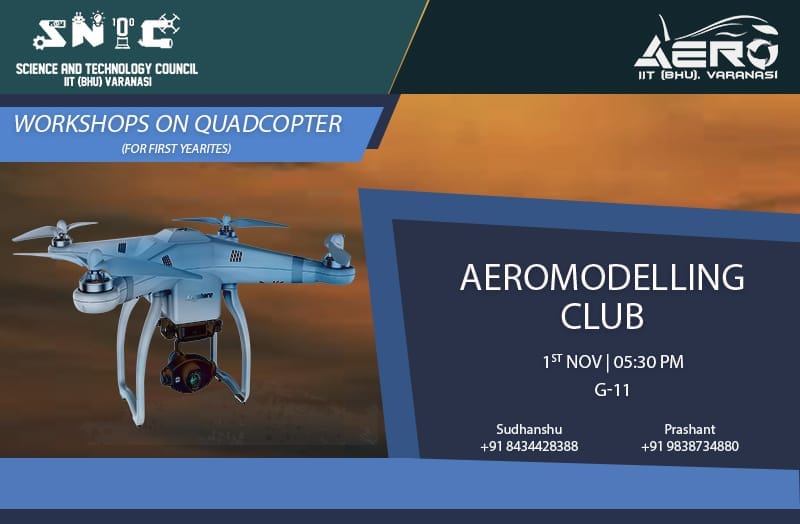 SNTC
SCIENCE AND TECHNOLOGY COUNCIL
IIT (BHU) VARANASI
AERO
IIT (BHU), VARANASI
WORKSHOPS ON QUADCOPTER
(FOR FIRST YEARITES)
AEROMODELLING
CLUB
1ST NOV | 05:30 PM
G-11
Sudhanshu
+91 8434428388
Prashant
+91 9838734880